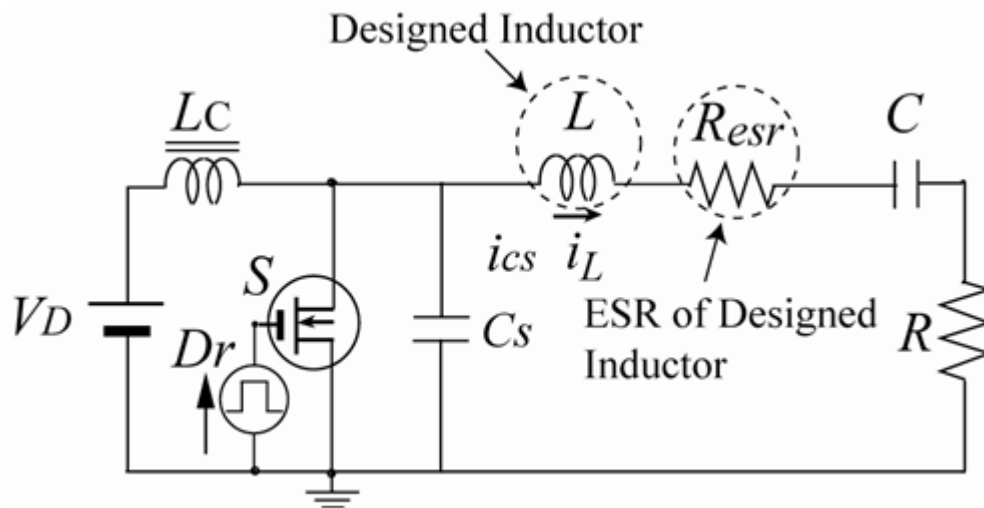 Designed Inductor
LC
L
Resr
C
S
ics
iL
VD
Dr
Cs
ESR of Designed
Inductor
R